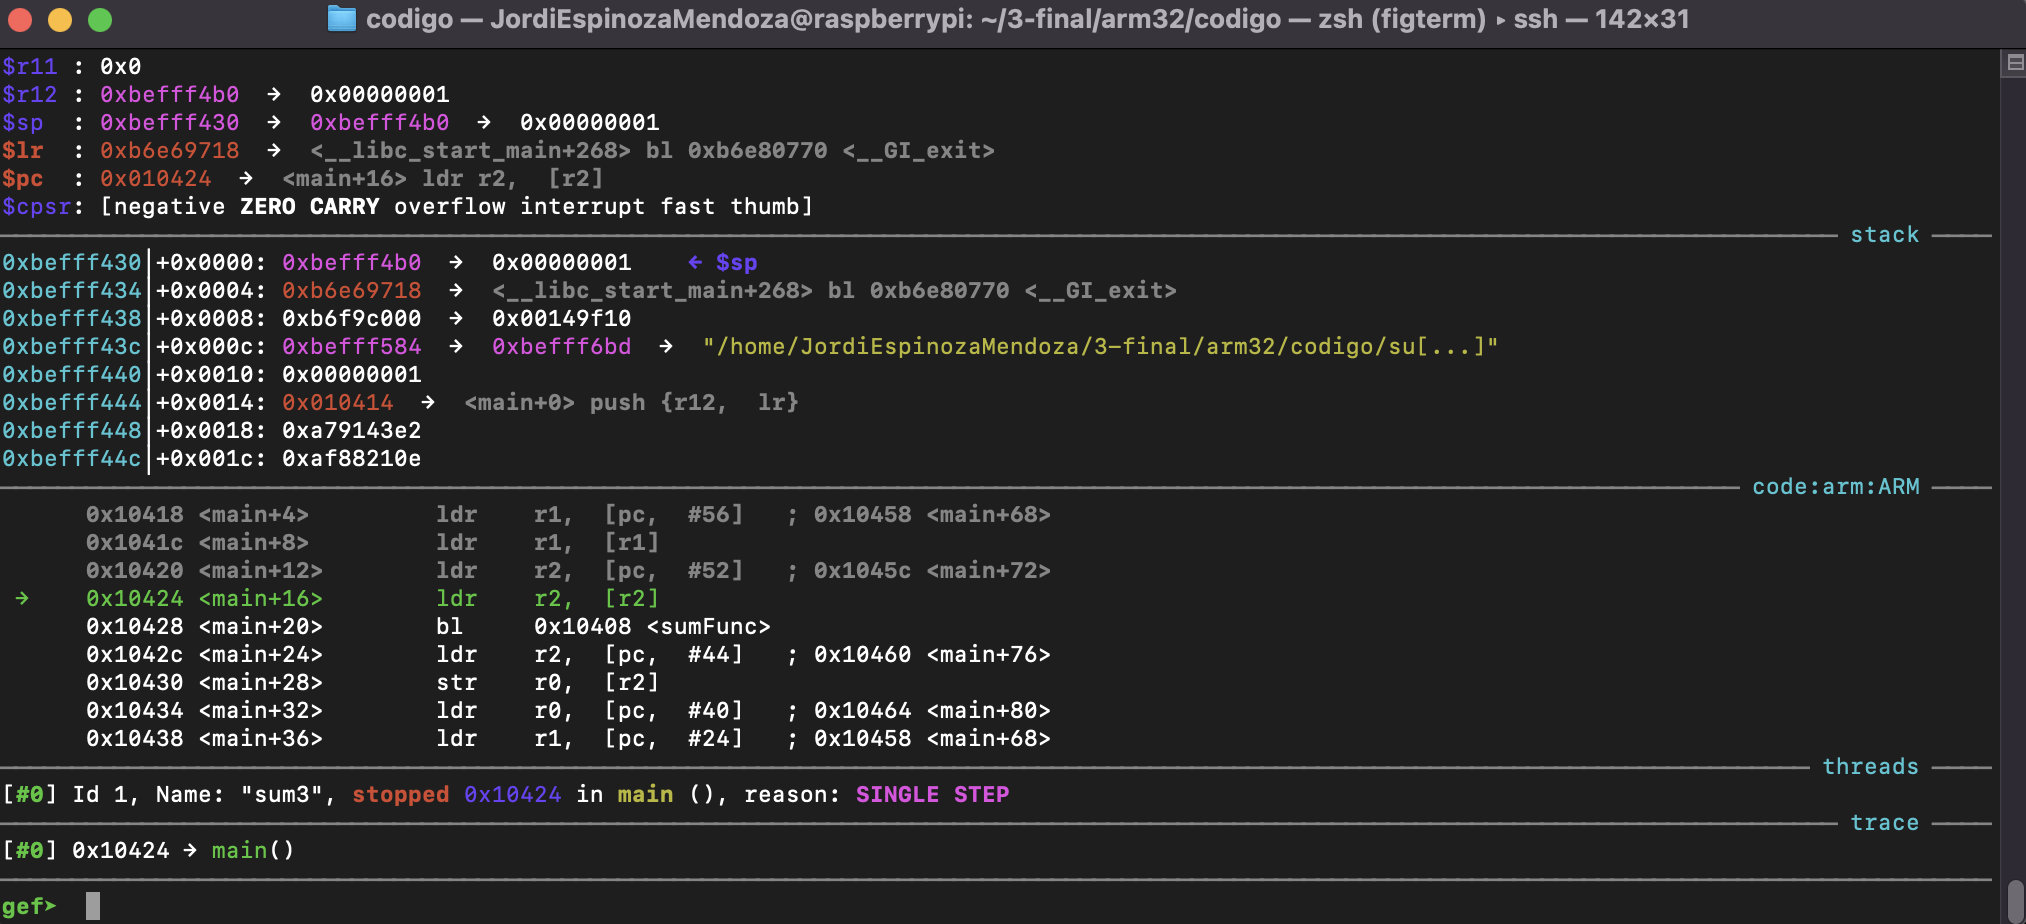 codigo — JordiEspinozaMendoza@raspberrypi: ~/3-final/arm32/codigo — zsh (figterm) ▸ ssh — 142×31
$r11 : 0x0
$r12 : 0xbefff4b0  →  0x00000001
$sp  : 0xbefff430  →  0xbefff4b0  →  0x00000001
$lr  : 0xb6e69718  →  <__libc_start_main+268> bl 0xb6e80770 <__GI_exit>
$pc  : 0x010424  →  <main+16> ldr r2,  [r2]
$cpsr: [negative ZERO CARRY overflow interrupt fast thumb]
stack
0xbefff430│+0x0000: 0xbefff4b0  →  0x00000001    ← $sp
0xbefff434│+0x0004: 0xb6e69718  →  <__libc_start_main+268> bl 0xb6e80770 <__GI_exit>
0xbefff438│+0x0008: 0xb6f9c000  →  0x00149f10
0xbefff43c│+0x000c: 0xbefff584  →  0xbefff6bd  →  "/home/JordiEspinozaMendoza/3-final/arm32/codigo/su[...]"
0xbefff440│+0x0010: 0x00000001
0xbefff444│+0x0014: 0x010414  →  <main+0> push {r12,  lr}
0xbefff448│+0x0018: 0xa79143e2
0xbefff44c│+0x001c: 0xaf88210e
code:arm:ARM
0x10418 <main+4>         ldr    r1,  [pc,  #56]   ; 0x10458 <main+68>
0x1041c <main+8>         ldr    r1,  [r1]
0x10420 <main+12>        ldr    r2,  [pc,  #52]   ; 0x1045c <main+72>
→    0x10424 <main+16>        ldr    r2,  [r2]
0x10428 <main+20>        bl     0x10408 <sumFunc>
0x1042c <main+24>        ldr    r2,  [pc,  #44]   ; 0x10460 <main+76>
0x10430 <main+28>        str    r0,  [r2]
0x10434 <main+32>        ldr    r0,  [pc,  #40]   ; 0x10464 <main+80>
0x10438 <main+36>        ldr    r1,  [pc,  #24]   ; 0x10458 <main+68>
threads
[#0] Id 1, Name: "sum3", stopped 0x10424 in main (), reason: SINGLE STEP
trace
[#0] 0x10424 → main()
gef➤